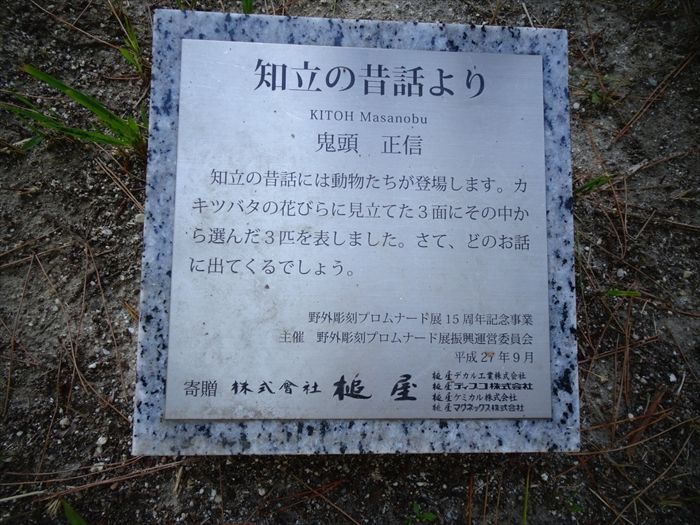 知立の昔話より
KITOH Masanobu
鬼頭 正信
知立の昔話には動物たちが登場します。カ
キツバタの花びらに見立てた3面にその中か
ら選んだ3匹を表しました。さて、どのお話
に出てくるでしょう。
野外彫刻プロムナード展15周年記念事業
主催 野外彫刻プロムナード展振興運営委員会
平成27年9月
寄贈 株式會社 槌屋
槌屋デカル工業株式会社
槌屋ティスコ株式会社
槌屋ケミカル株式会社
槌屋マグネックス株式会社